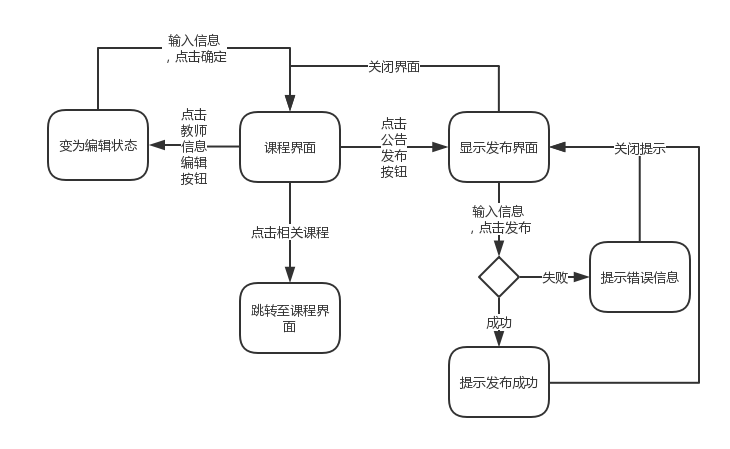 输入信息
，点击确定
关闭界面
点击
教师
信息
编辑
按钮
点击
公告
发布
按钮
变为编辑状态
课程界面
显示发布界面
关闭提示
输入信息
，点击发布
点击相关课程
失败
提示错误信息
跳转至课程界
面
成功
提示发布成功